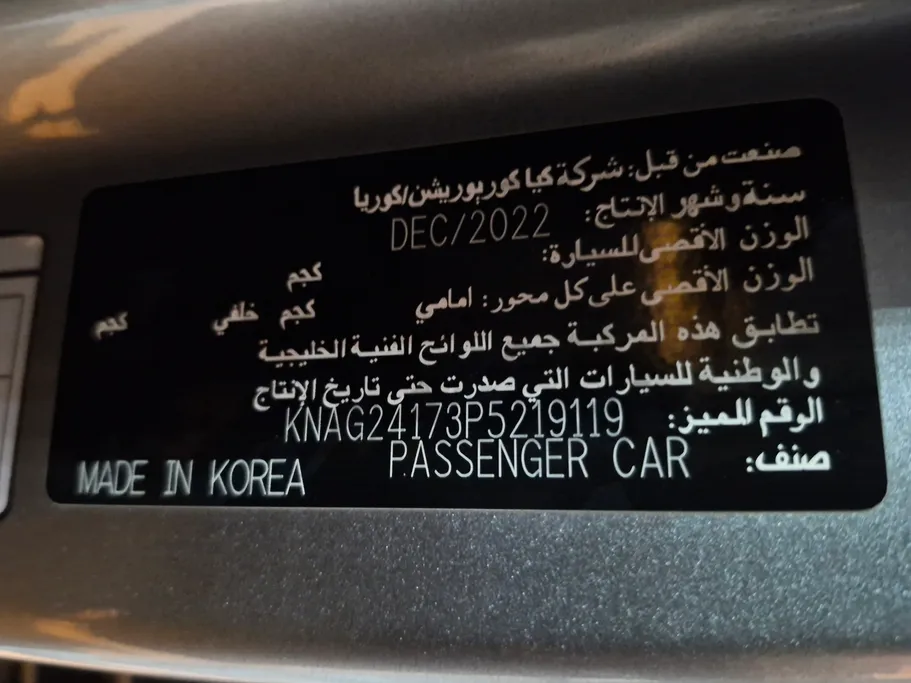 صنعت من قبل: شركة كيا كوربوريشن/كوريا
سنة وشهر الإنتاج: DEC/2022
الوزن الأقصى للسيارة: كجم
الوزن الأقصى على كل محور: امامي كجم خلفي كجم
تطابق هذه المركبة جميع اللوائح الفنية الخليجية
والوطنية للسيارات التي صدرت حتى تاريخ الإنتاج
الرقم المميز: KNAG24173P5219119
صنف: PASSENGER CAR
MADE IN KOREA